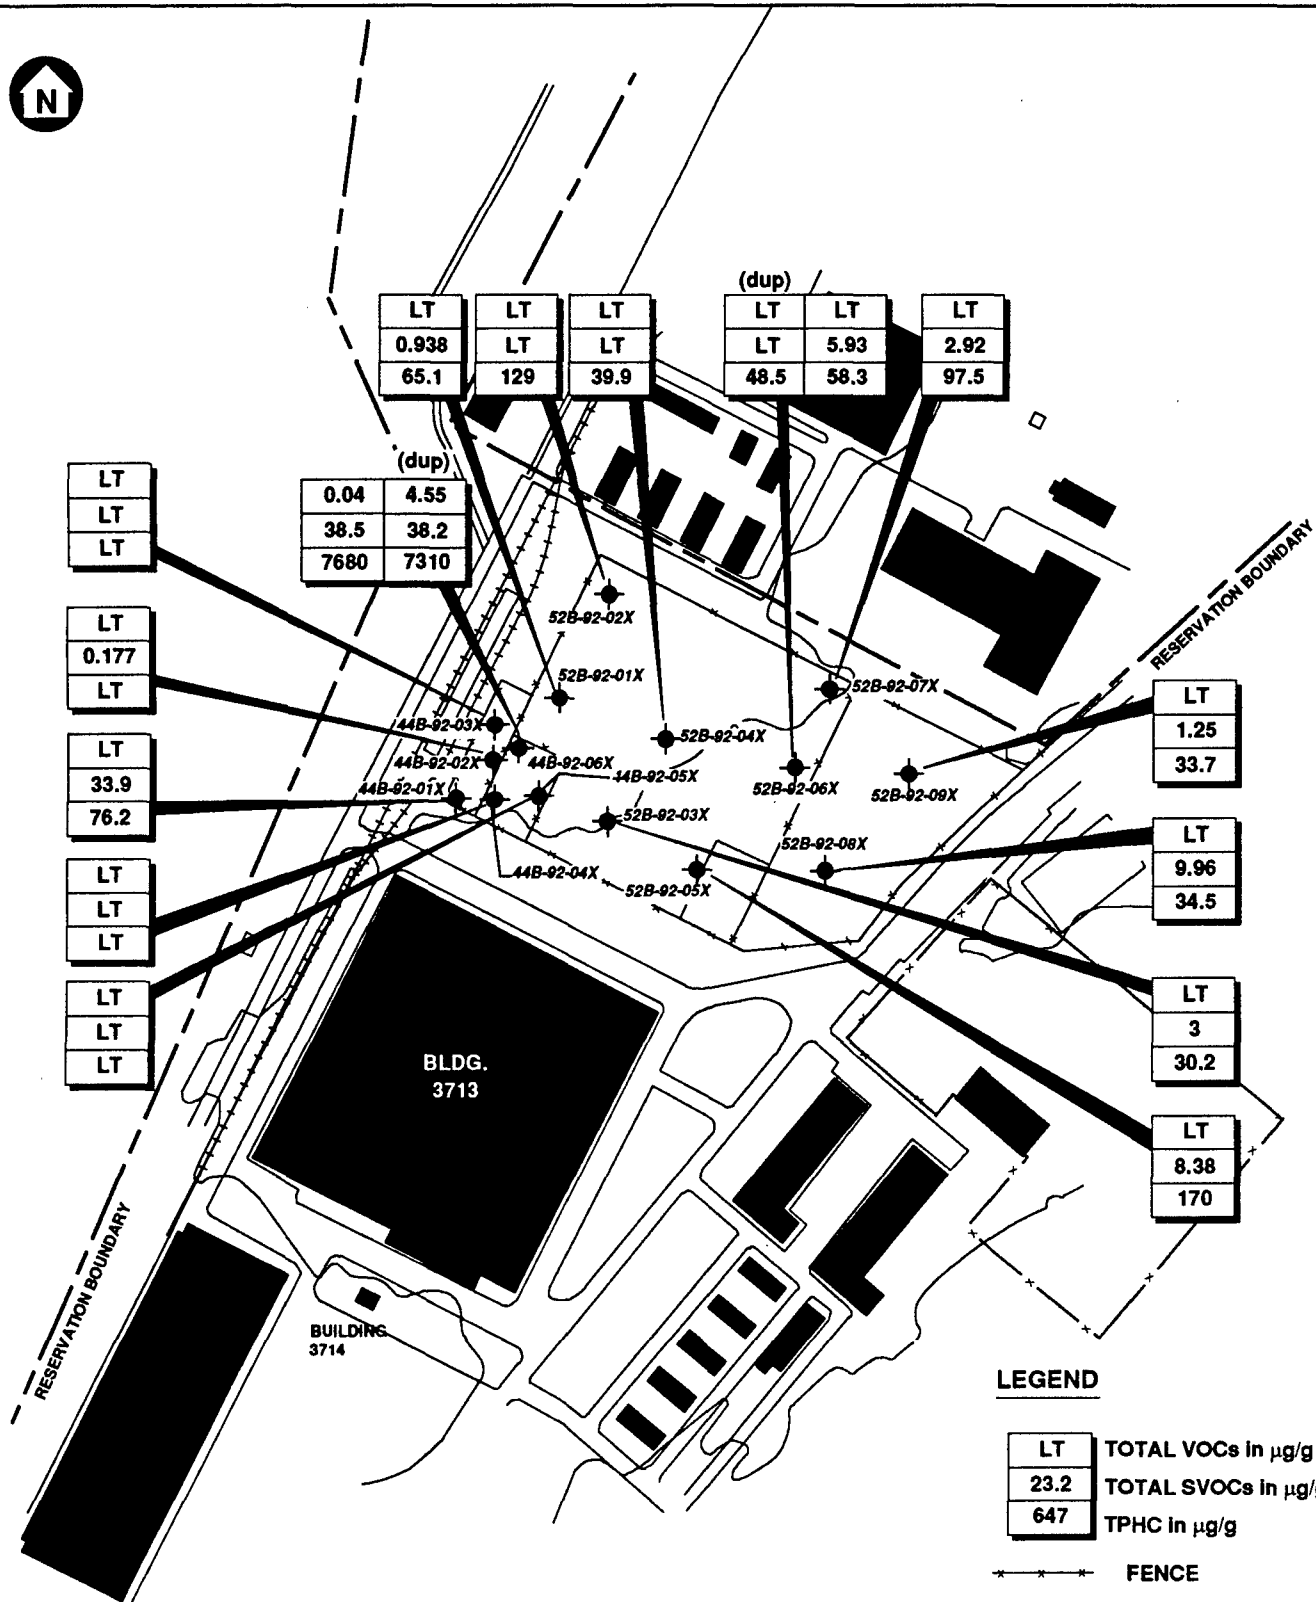 N
(dup)
LT
0.938
65.1
LT
LT
129
LT
LT
39.9
LT LT
LT 5.93
48.5 58.3
LT
2.92
97.5
(dup)
0.04 4.55
38.5 38.2
7680 7310
LT
LT
LT
LT
0.177
LT
LT
33.9
76.2
LT
LT
LT
LT
LT
LT
52B-92-02X
52B-92-01X
52B-92-07X
44B-92-03X
52B-92-04X
44B-92-02X
44B-92-06X
44B-92-05X
44B-92-01X
52B-92-06X
52B-92-09X
52B-92-03X
44B-92-04X
52B-92-08X
52B-92-05X
RESERVATION BOUNDARY
LT
1.25
33.7
LT
9.96
34.5
LT
3
30.2
LT
8.38
170
BLDG.
3713
RESERVATION BOUNDARY
BUILDING
3714
LEGEND
LT TOTAL VOCs in µg/g
23.2 TOTAL SVOCs in µg/
647 TPHC in µg/g
FENCE